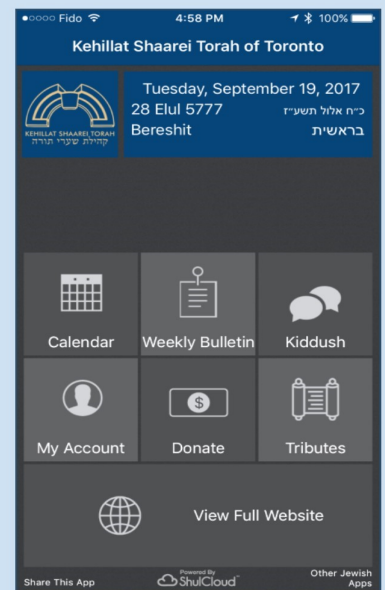 Fido 4:58 PM 100%
Kehillat Shaarei Torah of Toronto
KEHILLAT SHAAREI TORAH
קהילת שערי תורה
Tuesday, September 19, 2017
28 Elul 5777 כ״ח אלול תשע״ז
Bereshit בראשית
Calendar Weekly Bulletin Kiddush
$
My Account Donate Tributes
View Full Website
Share This App Powered By ShulCloud Other Jewish Apps